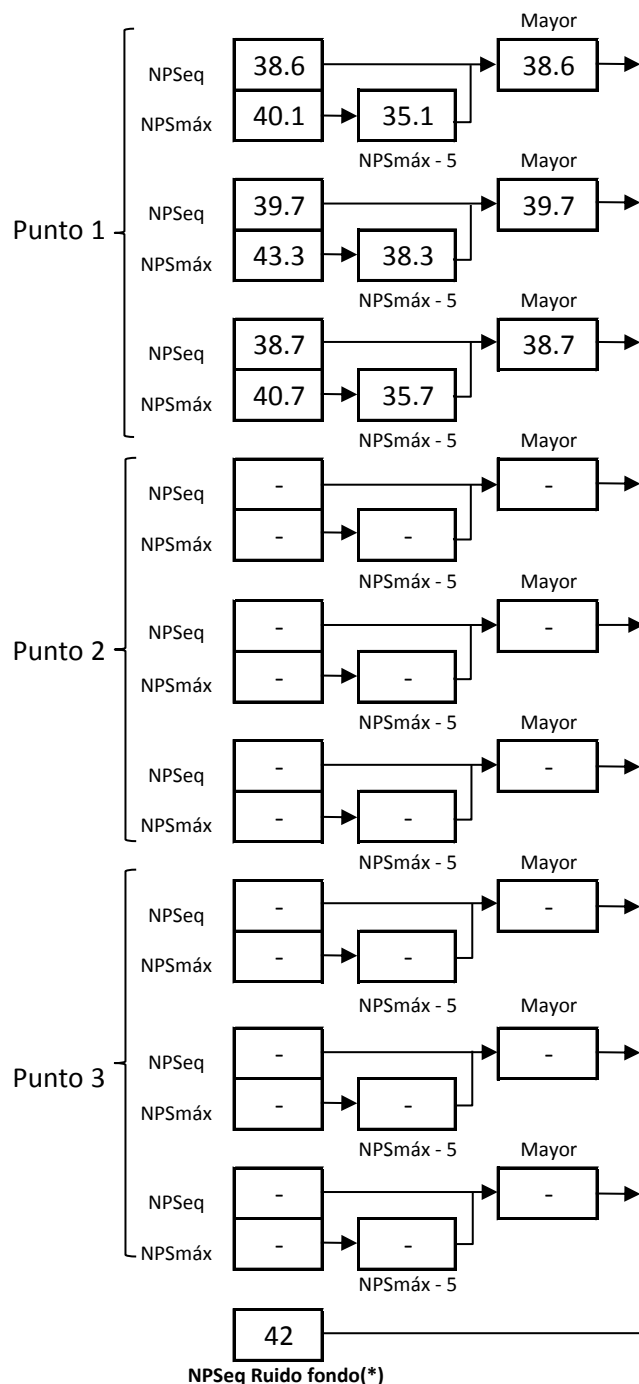 Mayor
NPSeq 38.6 38.6
NPSmáx 40.1 35.1
NPSmáx - 5
Mayor
NPSeq 39.7 39.7
Punto 1
NPSmáx 43.3 38.3
NPSmáx - 5
Mayor
NPSeq 38.7 38.7
NPSmáx 40.7 35.7
NPSmáx - 5
Mayor
NPSeq - -
NPSmáx - -
NPSmáx - 5
Mayor
NPSeq - -
Punto 2
NPSmáx - -
NPSmáx - 5
Mayor
NPSeq - -
NPSmáx - -
NPSmáx - 5
Mayor
NPSeq - -
NPSmáx - -
NPSmáx - 5
Mayor
NPSeq - -
Punto 3
NPSmáx - -
NPSmáx - 5
Mayor
NPSeq - -
NPSmáx - -
NPSmáx - 5
42
NPSeq Ruido fondo(*)